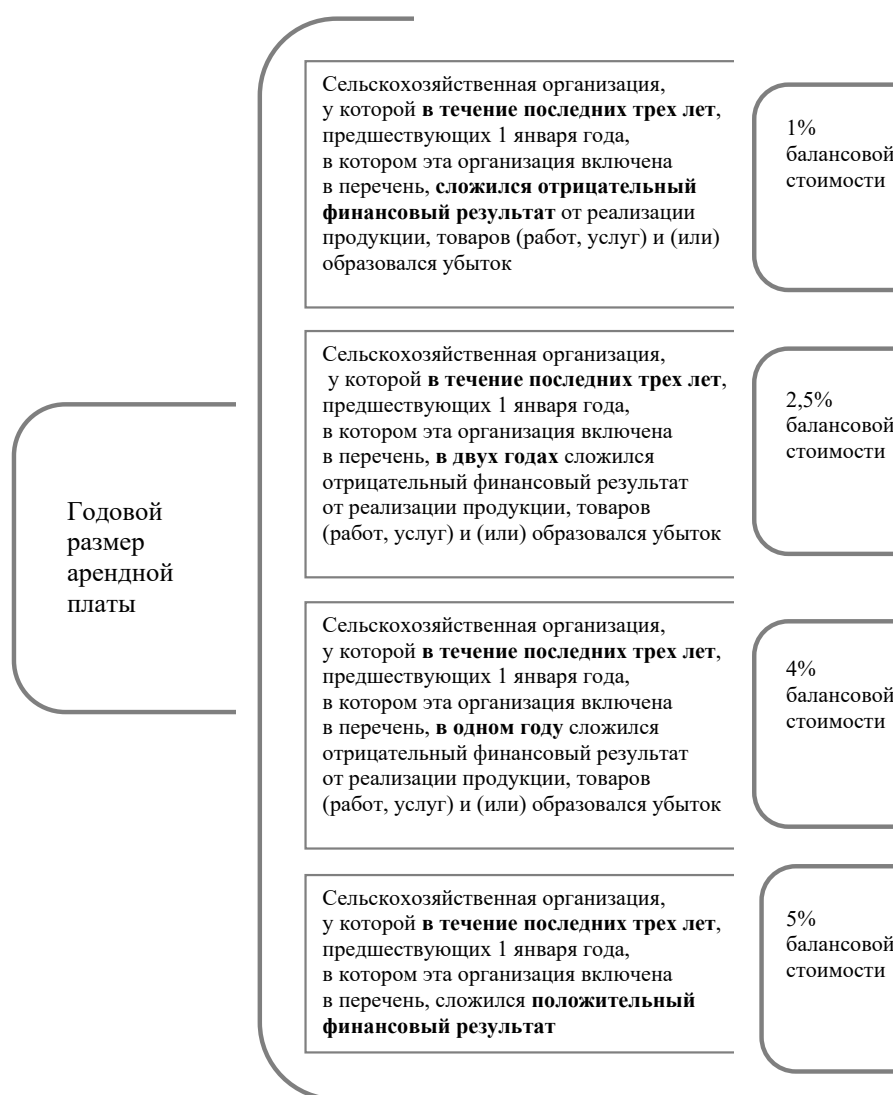 Годовой
размер
арендной
платы
Сельскохозяйственная организация,
у которой в течение последних трех лет,
предшествующих 1 января года,
в котором эта организация включена
в перечень, сложился отрицательный
финансовый результат от реализации
продукции, товаров (работ, услуг) и (или)
образовался убыток
1%
балансовой
стоимости
Сельскохозяйственная организация,
у которой в течение последних трех лет,
предшествующих 1 января года,
в котором эта организация включена
в перечень, в двух годах сложился
отрицательный финансовый результат
от реализации продукции, товаров
(работ, услуг) и (или) образовался убыток
2,5%
балансовой
стоимости
Сельскохозяйственная организация,
у которой в течение последних трех лет,
предшествующих 1 января года,
в котором эта организация включена
в перечень, в одном году сложился
отрицательный финансовый результат
от реализации продукции, товаров
(работ, услуг) и (или) образовался убыток
4%
балансовой
стоимости
Сельскохозяйственная организация,
у которой в течение последних трех лет,
предшествующих 1 января года,
в котором эта организация включена
в перечень, сложился положительный
финансовый результат
5%
балансовой
стоимости